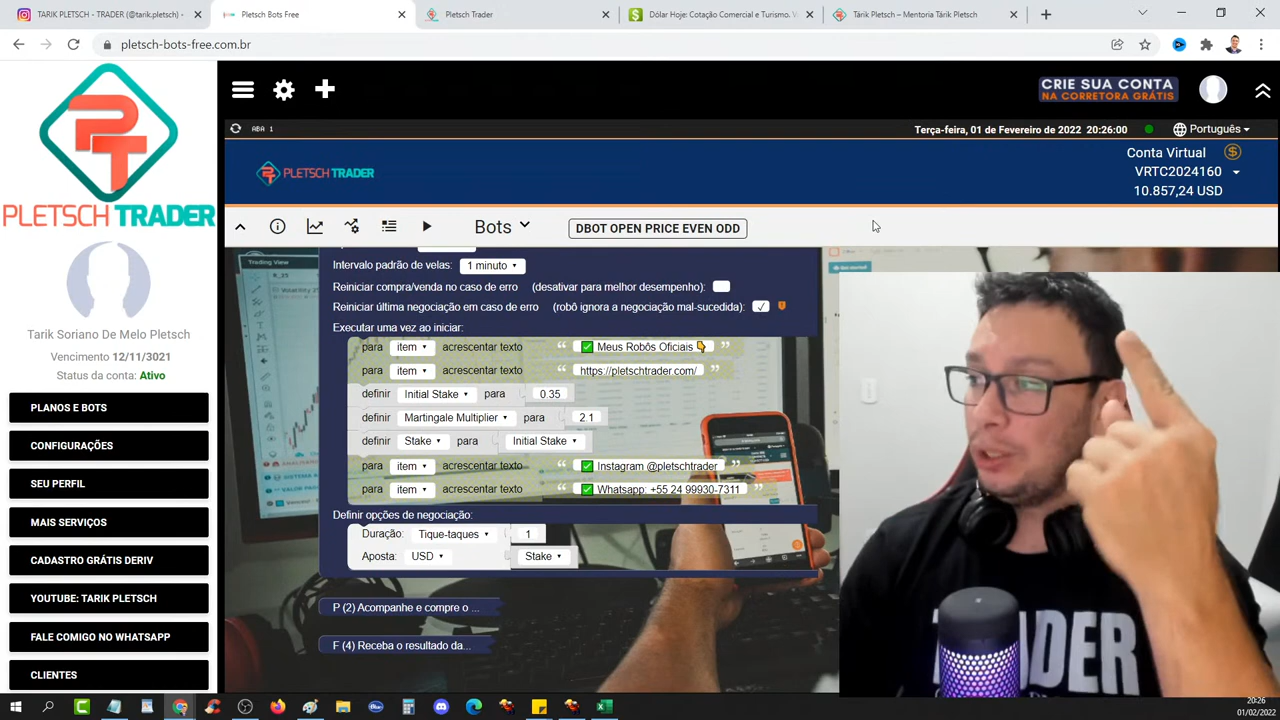 TARIK PLETSCH - TRADER (@tarik.pletsch) •
Pletsch Bots Free
Pletsch Trader
Dólar Hoje: Cotação Comercial e Turismo. V
Tárik Pletsch – Mentoria Tárik Pletsch
pletsch-bots-free.com.br
PT
PLETSCH TRADER
Tarik Soriano De Melo Pletsch
Vencimento 12/11/3021
Status da conta: Ativo
PLANOS E BOTS
CONFIGURAÇÕES
SEU PERFIL
MAIS SERVIÇOS
CADASTRO GRÁTIS DERIV
YOUTUBE: TARIK PLETSCH
FALE COMIGO NO WHATSAPP
CLIENTES
CRIE SUA CONTA
NA CORRETORA GRÁTIS
ABA 1
Terça-feira, 01 de Fevereiro de 2022 20:26:00
Português
PLETSCH TRADER
Conta Virtual
VRTC2024160
10.857,24 USD
Bots
DBOT OPEN PRICE EVEN ODD
Intervalo padrão de velas: 1 minuto
Reiniciar compra/venda no caso de erro (desativar para melhor desempenho):
Reiniciar última negociação em caso de erro (robô ignora a negociação mal-sucedida):
Executar uma vez ao iniciar:
para item acrescentar texto “ ✅ Meus Robôs Oficiais 👇 ”
para item acrescentar texto “ https://pletschtrader.com/ ”
definir Initial Stake para 0.35
definir Martingale Multiplier para 2.1
definir Stake para Initial Stake
para item acrescentar texto “ ✅ Instagram @pletschtrader ”
para item acrescentar texto “ ✅ Whatsapp: +55 24 99930-7311 ”
Definir opções de negociação:
Duração: Tique-taques 1
Aposta: USD Stake
P (2) Acompanhe e compre o ...
F (4) Receba o resultado da...
20:26
01/02/2022